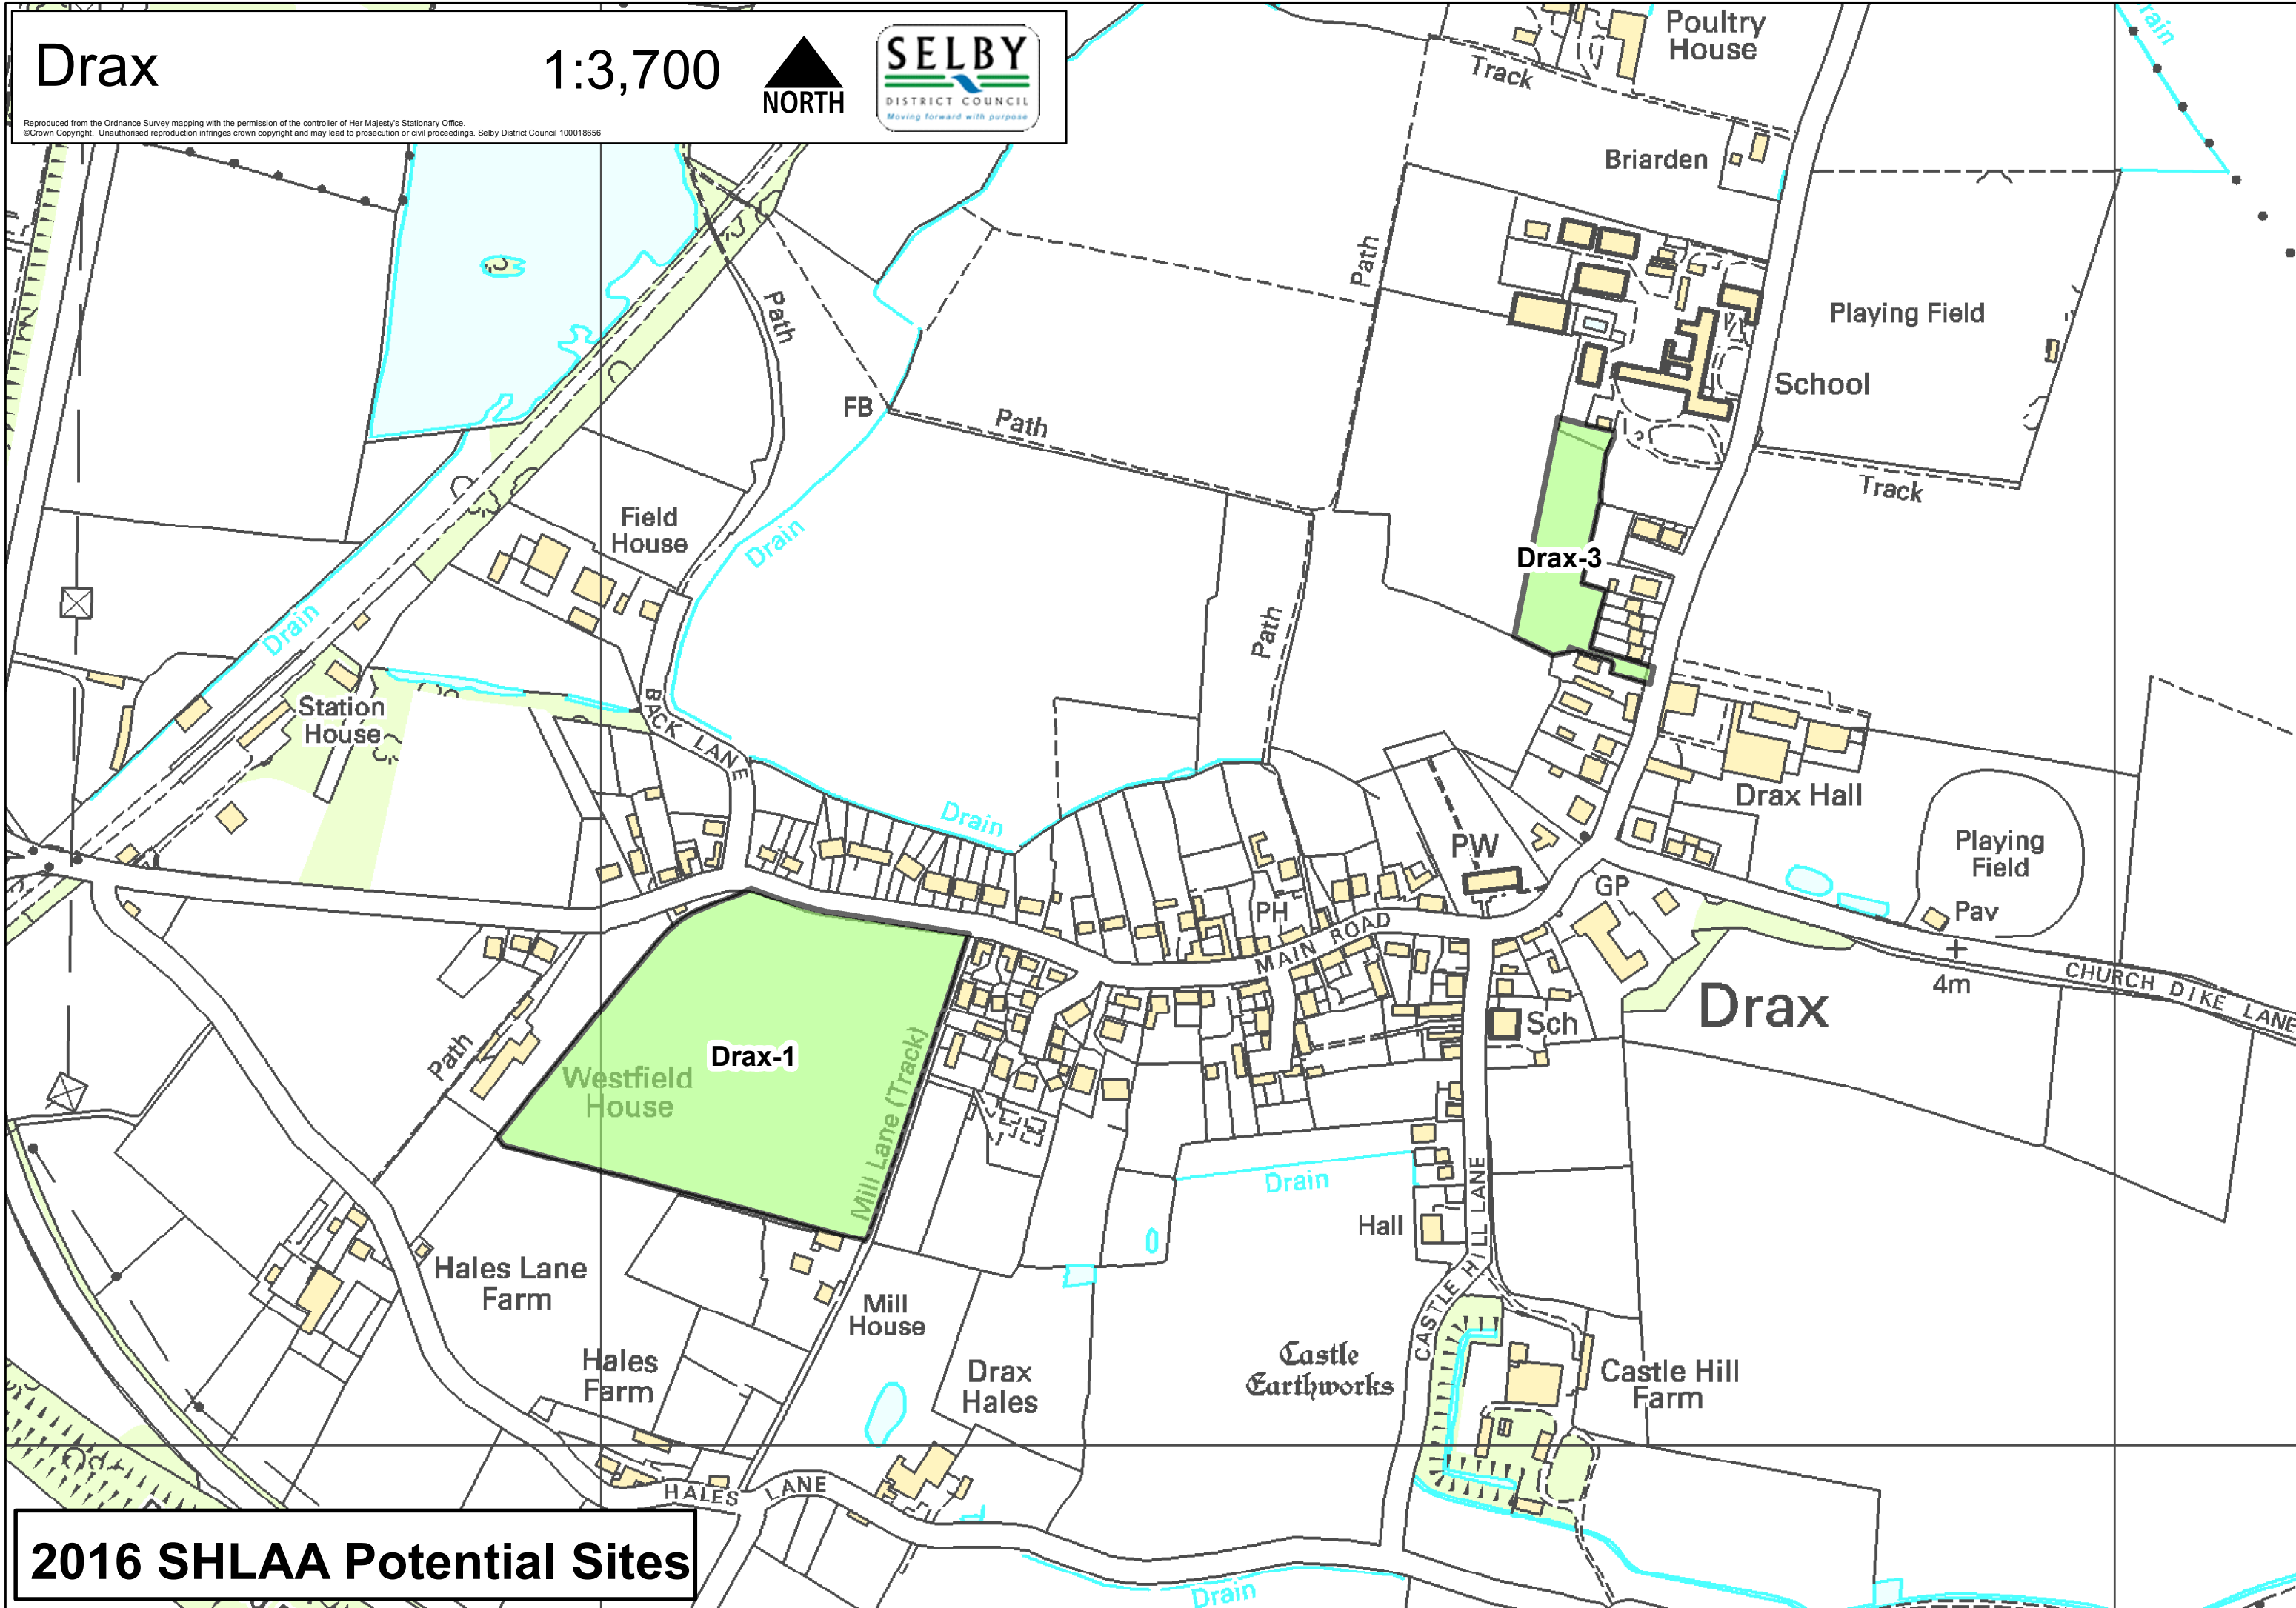 Drax
1:3,700
NORTH
SELBY
DISTRICT COUNCIL
Moving forward with purpose
Reproduced from the Ordnance Survey mapping with the permission of the controller of Her Majesty's Stationary Office.
©Crown Copyright. Unauthorised reproduction infringes crown copyright and may lead to prosecution or civil proceedings. Selby District Council 100018656
Poultry
House
Track
Drain
Briarden
Path
Path
Playing Field
School
FB
Path
Track
Field
House
Drain
Drax-3
Drain
Path
Station
House
BACK LANE
Drain
Drax Hall
PW
Playing
Field
GP
PH
Pav
MAIN ROAD
4m
CHURCH DIKE LANE
Drax
Sch
Path
Drax-1
Westfield
House
Mill Lane (Track)
Drain
Hall
CASTLE HILL LANE
Hales Lane
Farm
Mill
House
Hales
Farm
Drax
Hales
Castle
Earthworks
Castle Hill
Farm
HALES LANE
Drain
2016 SHLAA Potential Sites